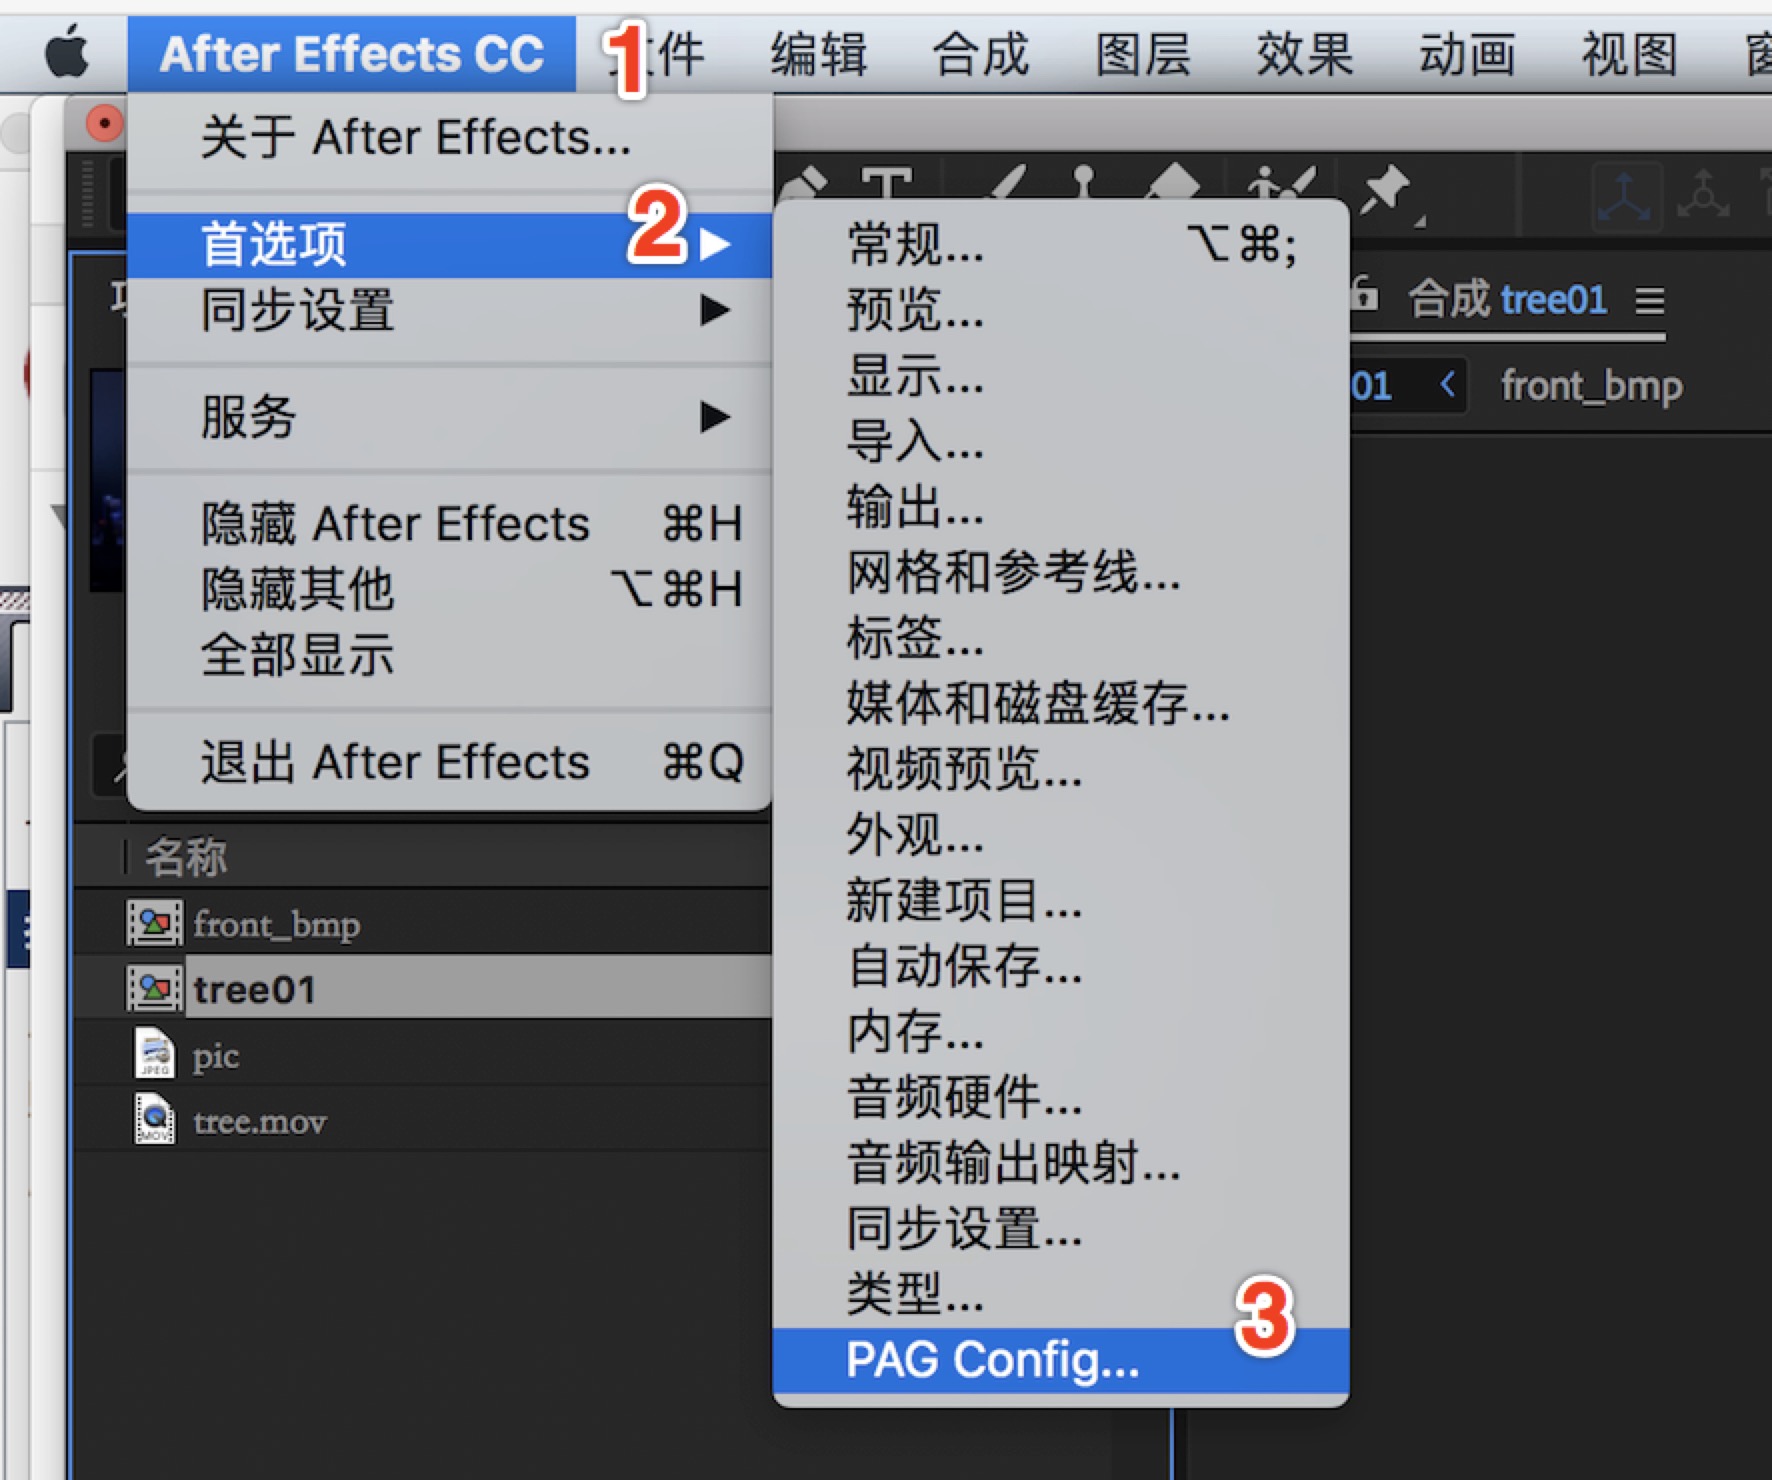 After Effects CC 1 文件 编辑 合成 图层 效果 动画 视图
关于 After Effects...
首选项 2
同步设置
服务
隐藏 After Effects ⌘H
隐藏其他 ⌥⌘H
全部显示
退出 After Effects ⌘Q
常规... ⌥⌘;
预览...
显示...
导入...
输出...
网格和参考线...
标签...
媒体和磁盘缓存...
视频预览...
外观...
新建项目...
自动保存...
内存...
音频硬件...
音频输出映射...
同步设置...
类型...
3
PAG Config...
合成 tree01
01 front_bmp
名称
front_bmp
tree01
JPEG pic
MOV tree.mov